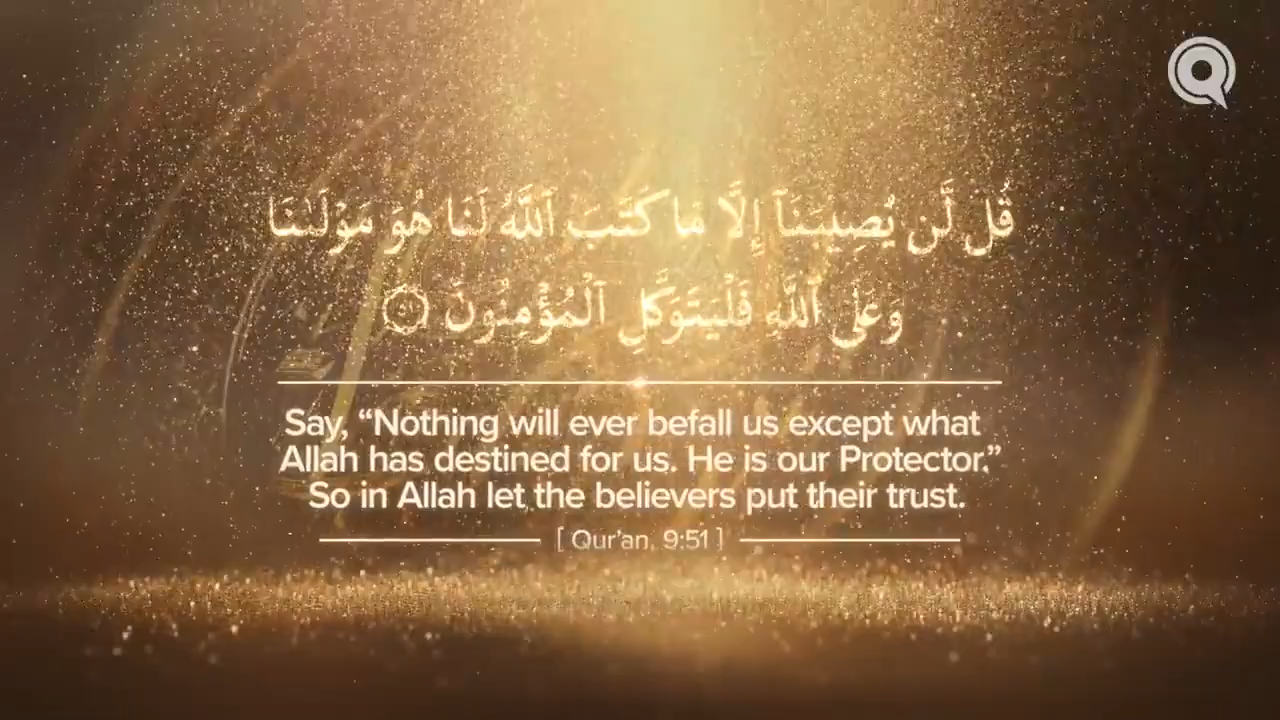 قُل لَّن يُصِيبَنَآ إِلَّا مَا كَتَبَ ٱللَّهُ لَنَا هُوَ مَوْلَىٰنَا
وَعَلَى ٱللَّهِ فَلْيَتَوَكَّلِ ٱلْمُؤْمِنُونَ
Say, “Nothing will ever befall us except what
Allah has destined for us. He is our Protector.”
So in Allah let the believers put their trust.
[ Qur’an, 9:51 ]